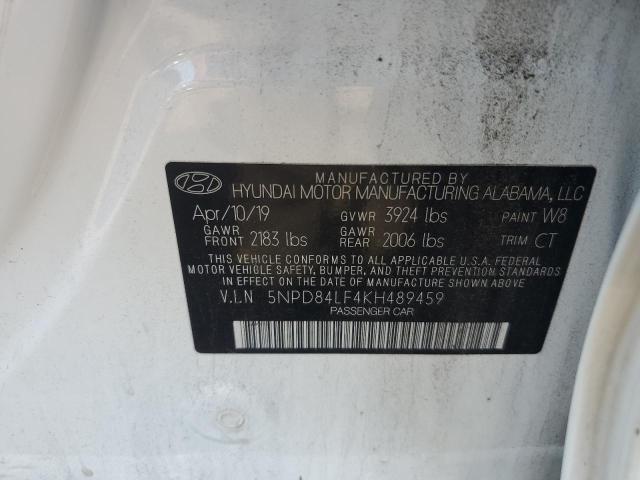 MANUFACTURED BY
HYUNDAI MOTOR MANUFACTURING ALABAMA, LLC
Apr/10/19 GVWR 3924 lbs PAINT W8
GAWR FRONT 2183 lbs GAWR REAR 2006 lbs TRIM CT
THIS VEHICLE CONFORMS TO ALL APPLICABLE U.S.A. FEDERAL
MOTOR VEHICLE SAFETY, BUMPER, AND THEFT PREVENTION STANDARDS
IN EFFECT ON THE DATE OF MANUFACTURE SHOWN ABOVE.
V.I.N 5NPD84LF4KH489459
PASSENGER CAR